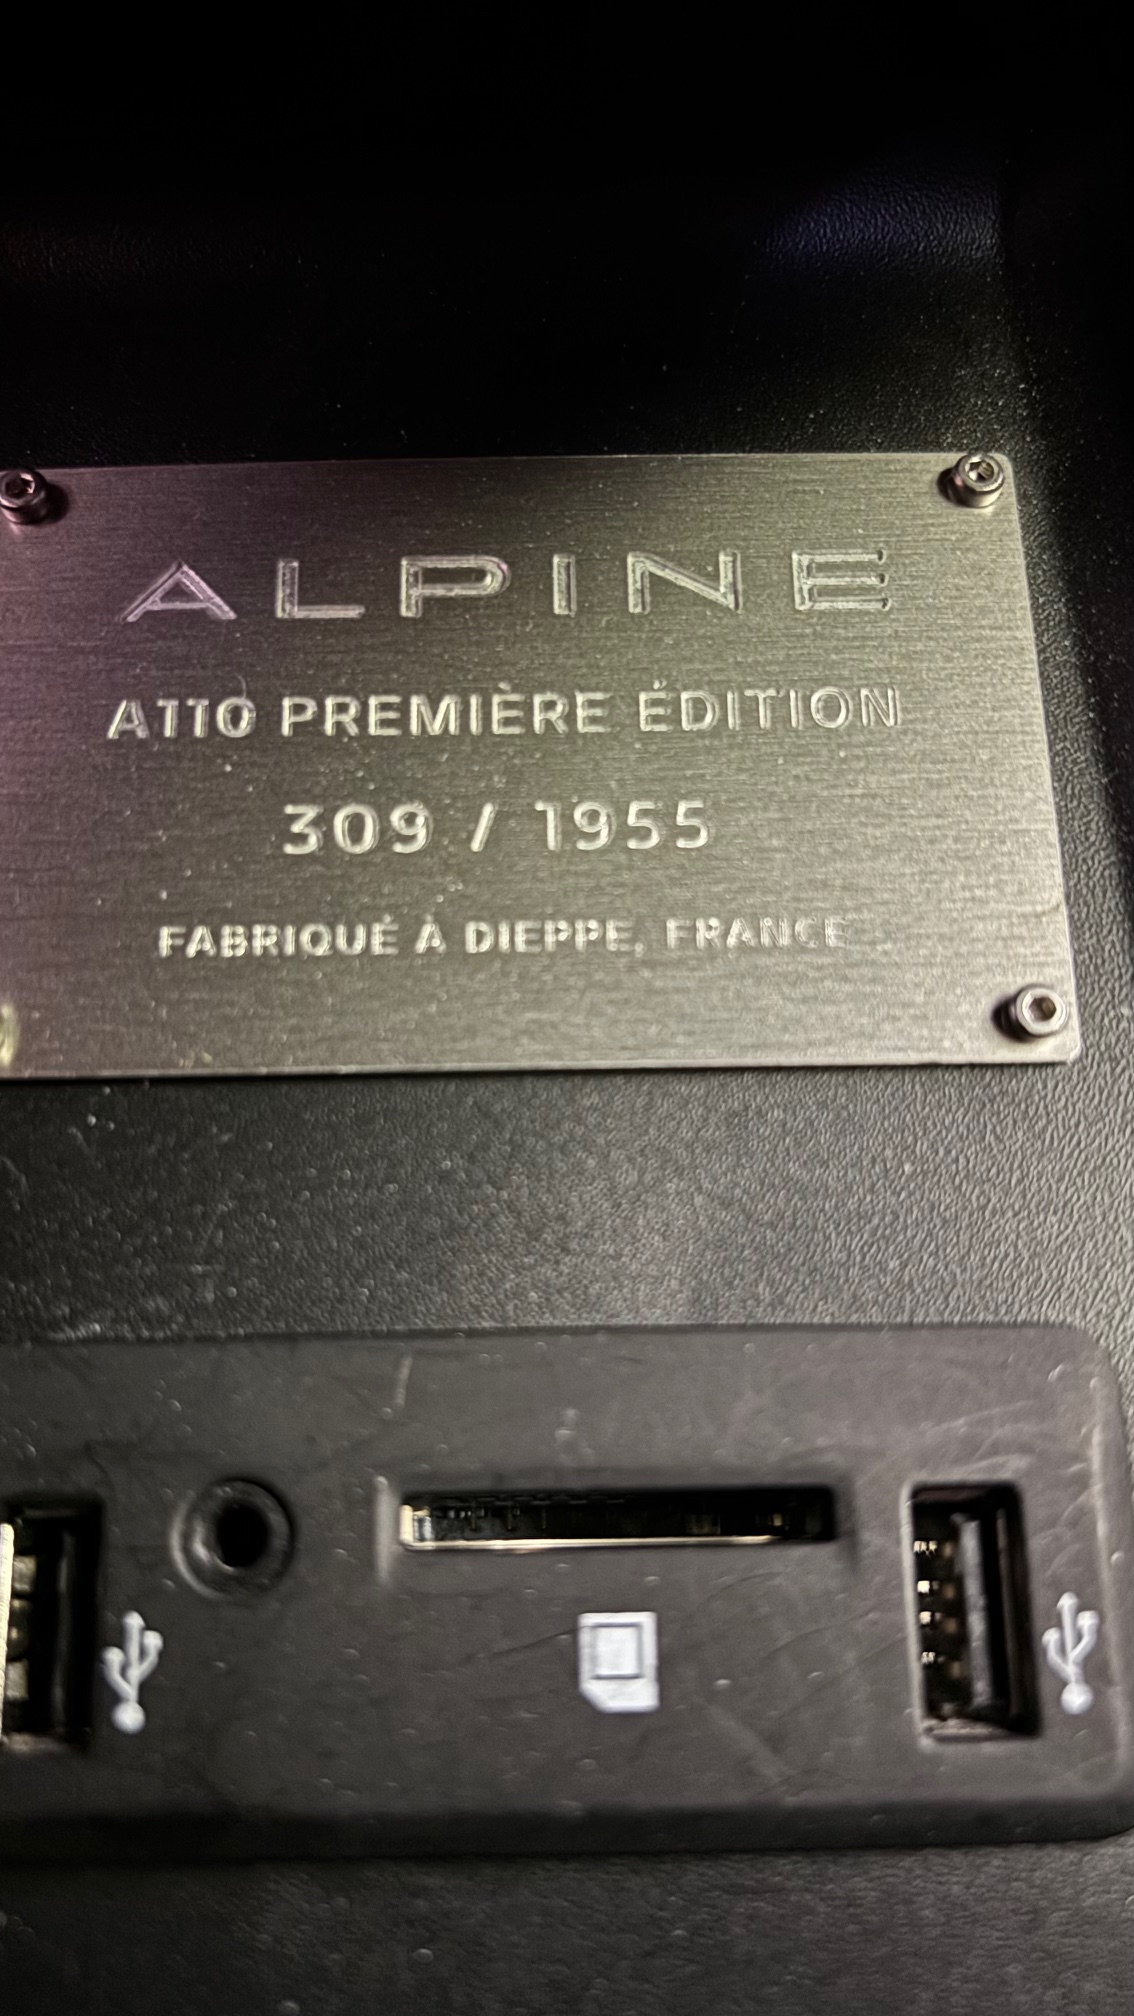 ALPINE
A110 PREMIÈRE ÉDITION
309 / 1955
FABRIQUÉ À DIEPPE, FRANCE